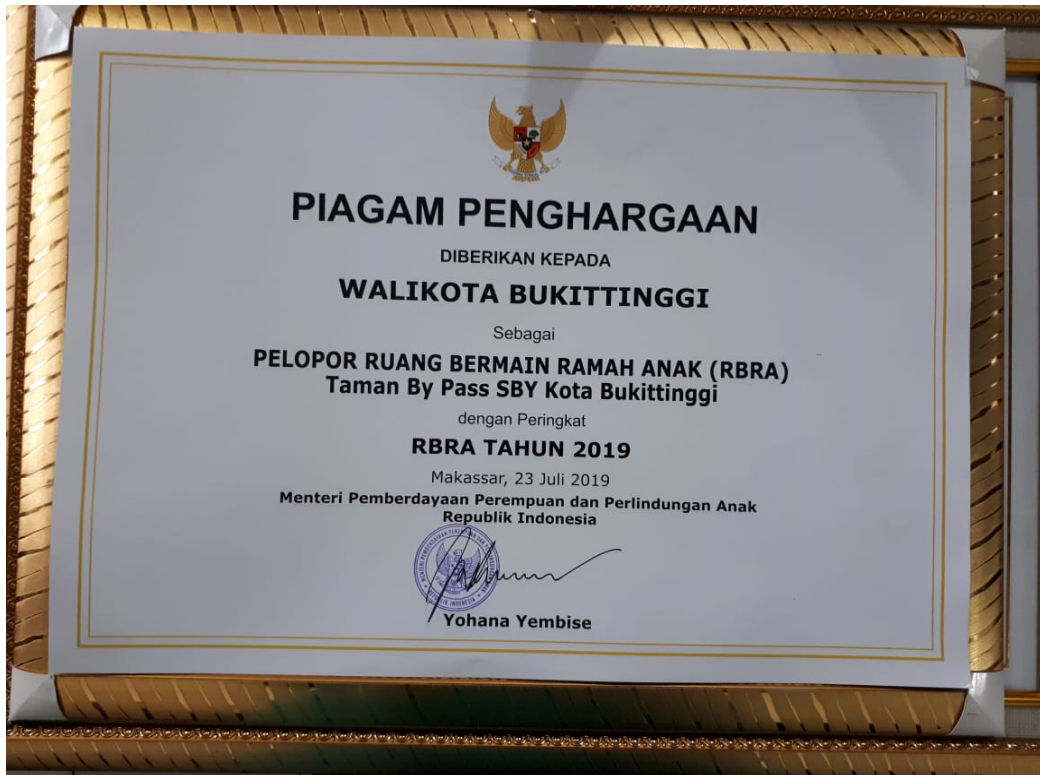 PIAGAM PENGHARGAAN
DIBERIKAN KEPADA
WALIKOTA BUKITTINGGI
Sebagai
PELOPOR RUANG BERMAIN RAMAH ANAK (RBRA)
Taman By Pass SBY Kota Bukittinggi
dengan Peringkat
RBRA TAHUN 2019
Makassar, 23 Juli 2019
Menteri Pemberdayaan Perempuan dan Perlindungan Anak
Republik Indonesia
Yohana Yembise